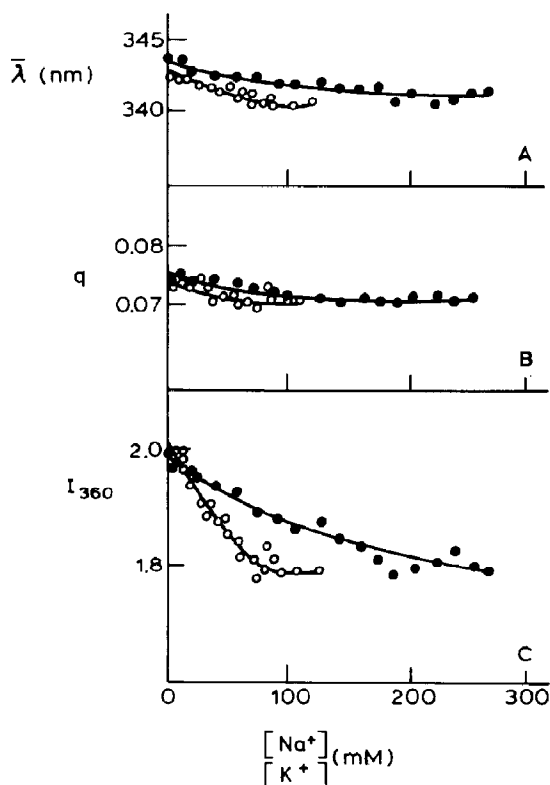 345
λ̅ (nm)
340
A
0.08
q
0.07
B
2.0
I₃₆₀
1.8
C
0 100 200 300
[Na⁺]
[K⁺] (mM)